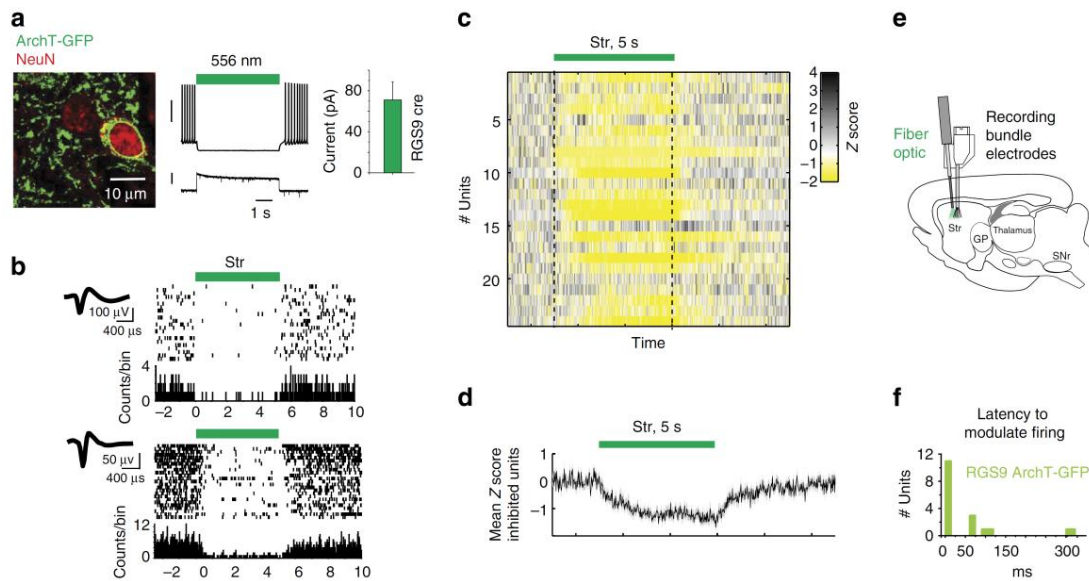 a
ArchT-GFP
NeuN
10 μm
556 nm
1 s
Current (pA)
80
40
0
RGS9 cre
b
Str
100 μV
400 μs
Counts/bin
4
0
−2 0 2 4 6 8 10
50 μv
400 μs
Counts/bin
12
0
−2 0 2 4 6 8 10
c
Str, 5 s
# Units
5
10
15
20
Time
4
3
2
1
0
−1
−2
Z score
d
Str, 5 s
Mean Z score
inhibited units
1
0
−1
e
Fiber
optic
Recording
bundle
electrodes
Str
GP
Thalamus
SNr
f
Latency to
modulate firing
RGS9 ArchT-GFP
# Units
12
8
4
0
0 50 150 300
ms